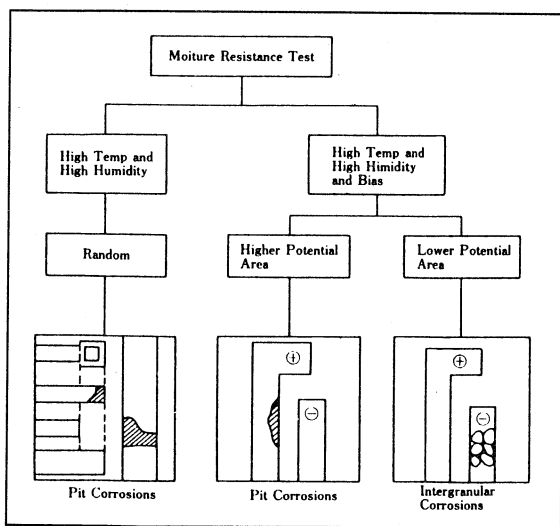 Moiture Resistance Test
High Temp and
High Humidity
High Temp and
High Himidity
and Bias
Random
Higher Potential
Area
Lower Potential
Area
+
−
+
−
Pit Corrosions
Pit Corrosions
Intergranular
Corrosions